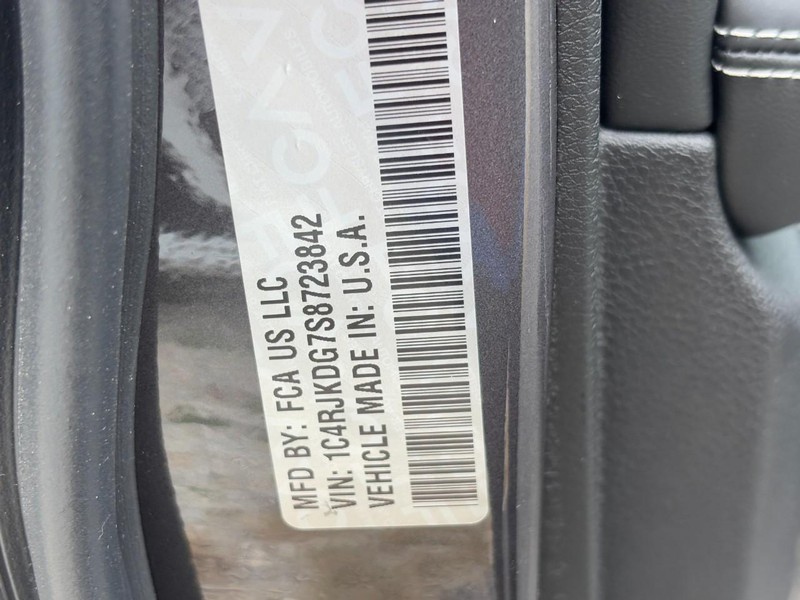 MFD BY: FCA US LLC
VIN: 1C4RJKDG7S8723842
VEHICLE MADE IN: U.S.A.